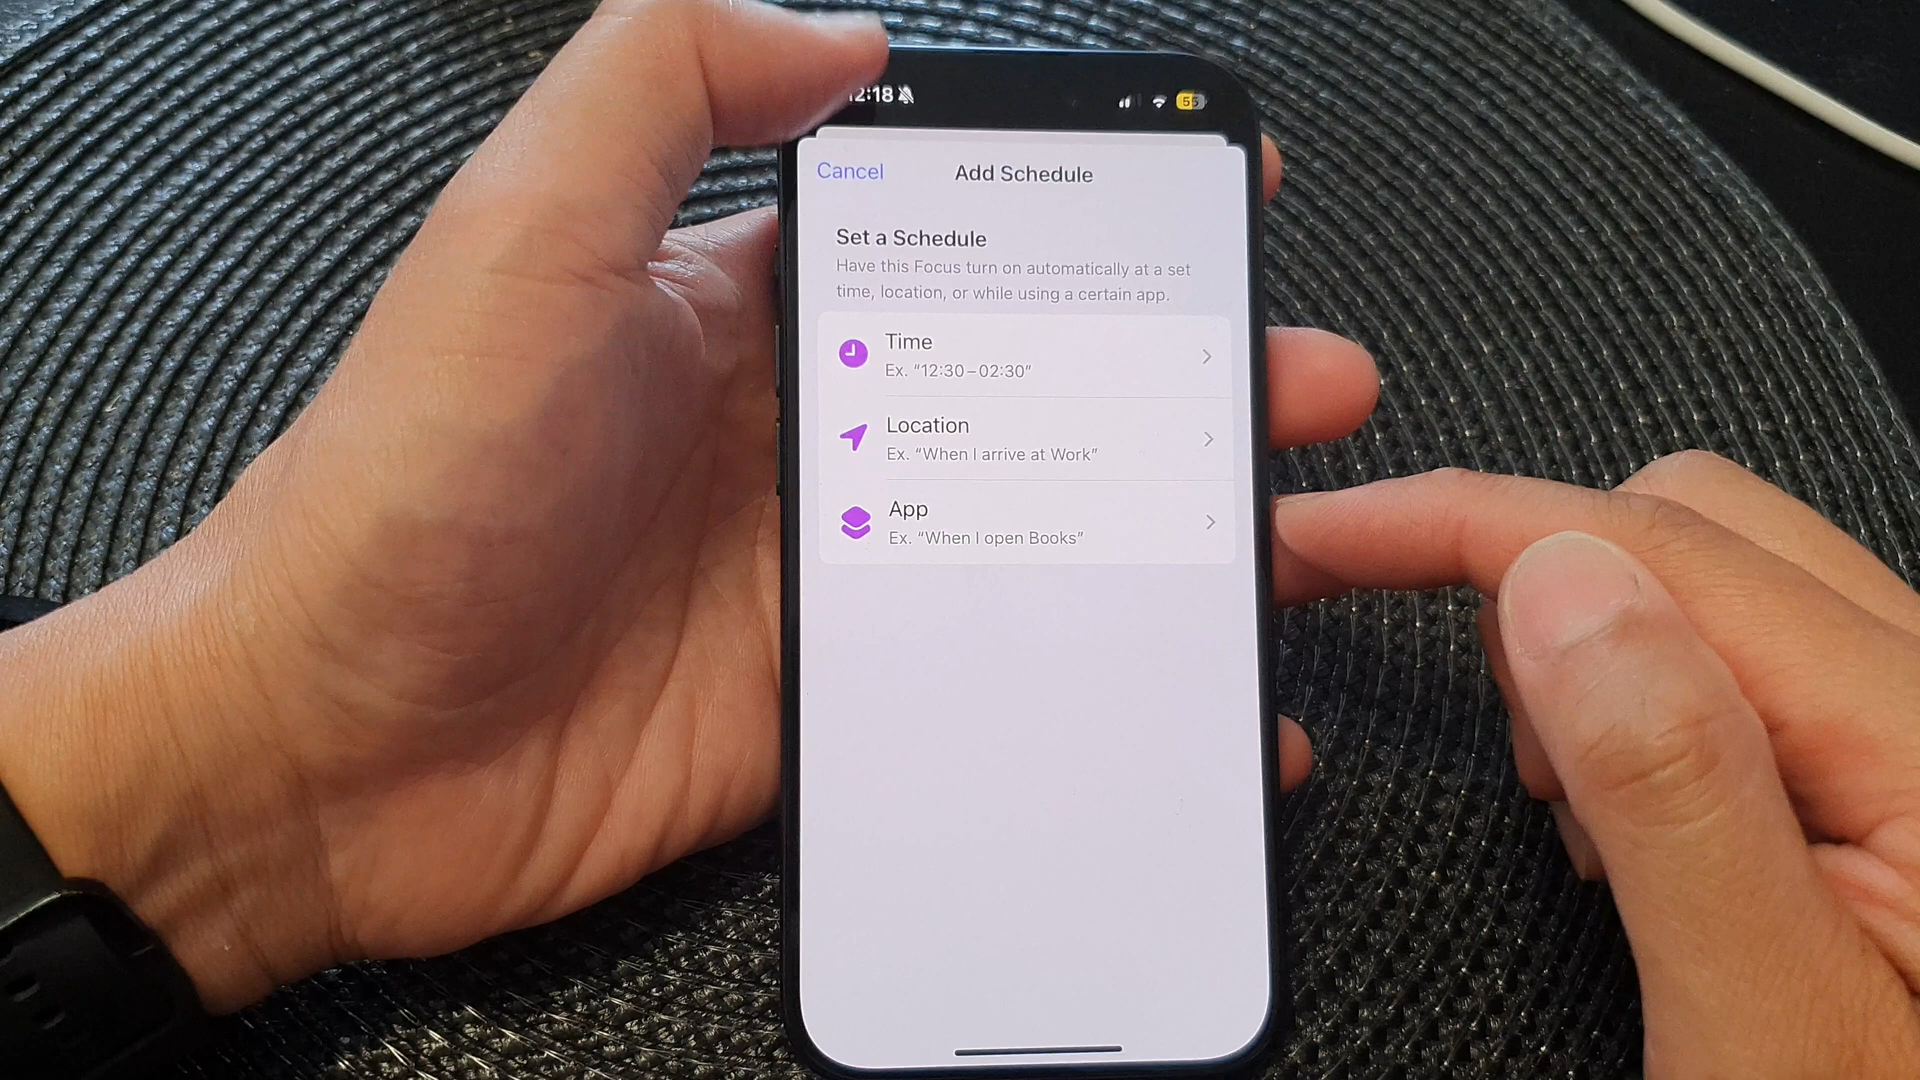 12:18
55
Cancel
Add Schedule
Set a Schedule
Have this Focus turn on automatically at a set
time, location, or while using a certain app.
Time
Ex. “12:30–02:30”
Location
Ex. “When I arrive at Work”
App
Ex. “When I open Books”